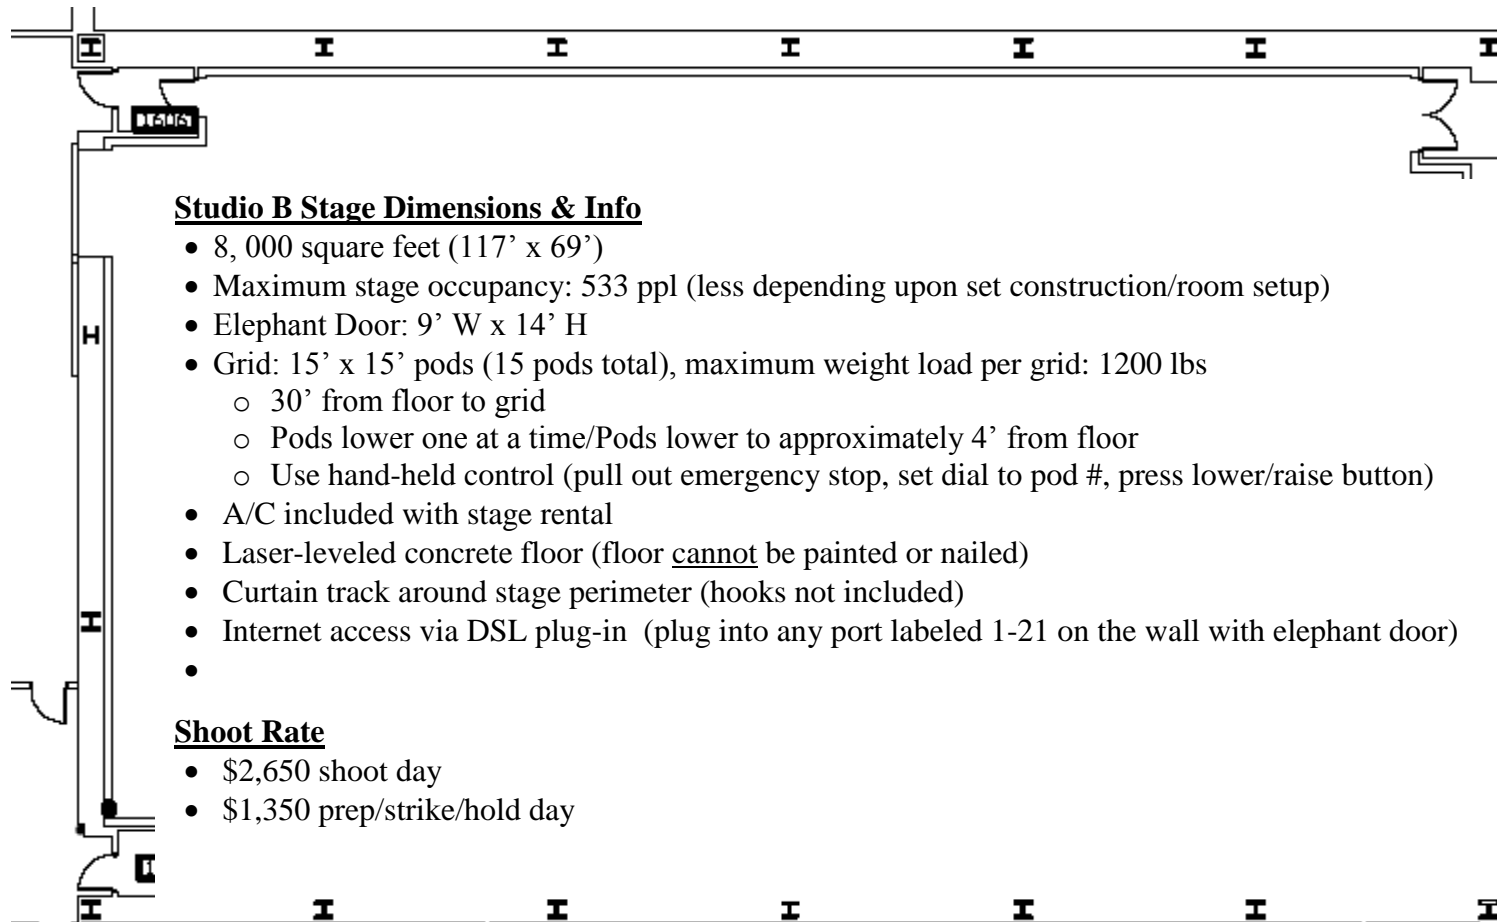 1606
Studio B Stage Dimensions & Info
• 8, 000 square feet (117’ x 69’)
• Maximum stage occupancy: 533 ppl (less depending upon set construction/room setup)
• Elephant Door: 9’ W x 14’ H
• Grid: 15’ x 15’ pods (15 pods total), maximum weight load per grid: 1200 lbs
o 30’ from floor to grid
o Pods lower one at a time/Pods lower to approximately 4’ from floor
o Use hand-held control (pull out emergency stop, set dial to pod #, press lower/raise button)
• A/C included with stage rental
• Laser-leveled concrete floor (floor cannot be painted or nailed)
• Curtain track around stage perimeter (hooks not included)
• Internet access via DSL plug-in (plug into any port labeled 1-21 on the wall with elephant door)
•
Shoot Rate
• $2,650 shoot day
• $1,350 prep/strike/hold day